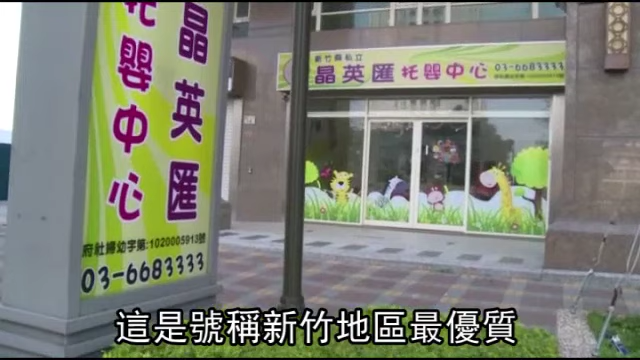 晶英匯
托嬰中心
府社婦幼字第:1020005913號
03-6683333
新竹縣私立
晶英匯托嬰中心 03-6683333
這是號稱新竹地區最優質